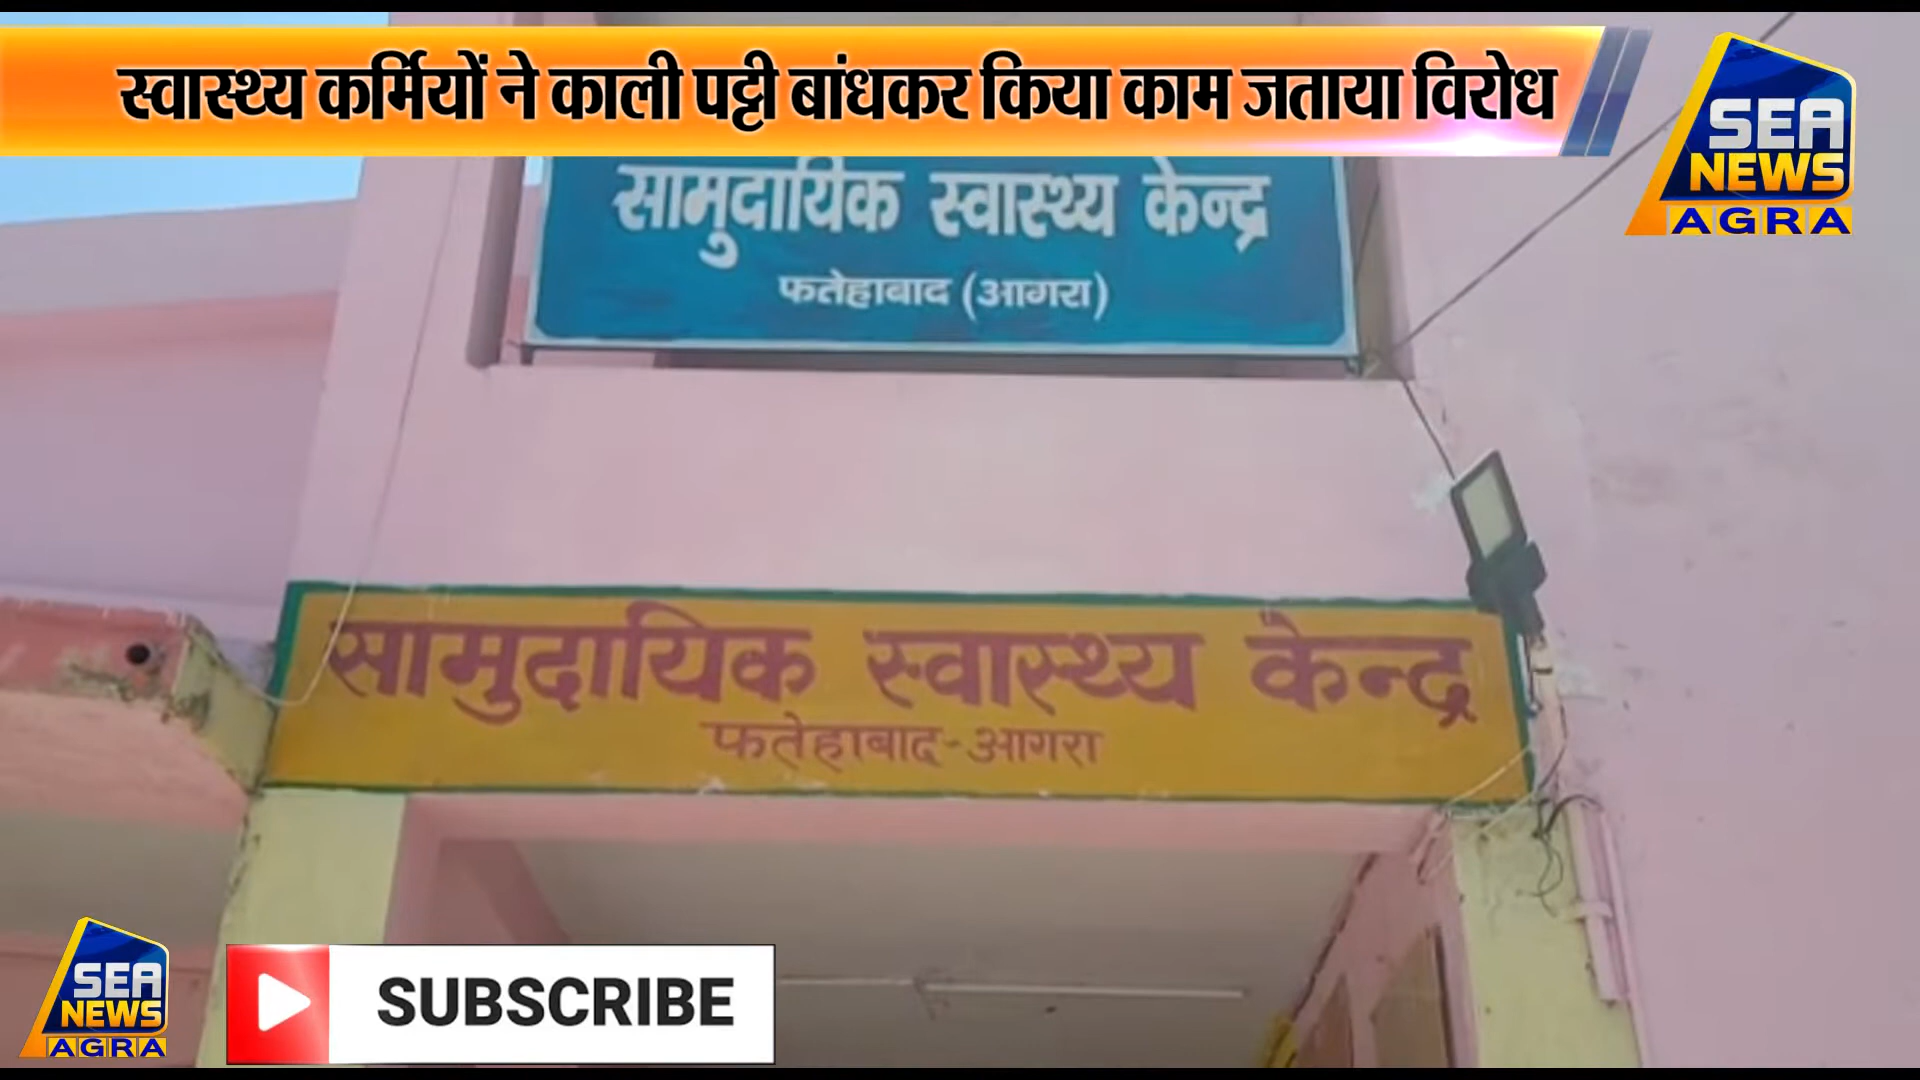 स्वास्थ्य कर्मियों ने काली पट्टी बांधकर किया काम जताया विरोध
SEA
NEWS
AGRA
सामुदायिक स्वास्थ्य केन्द्र
फतेहाबाद (आगरा)
सामुदायिक स्वास्थ्य केन्द्र
फतेहाबाद-आगरा
SEA
NEWS
AGRA
SUBSCRIBE